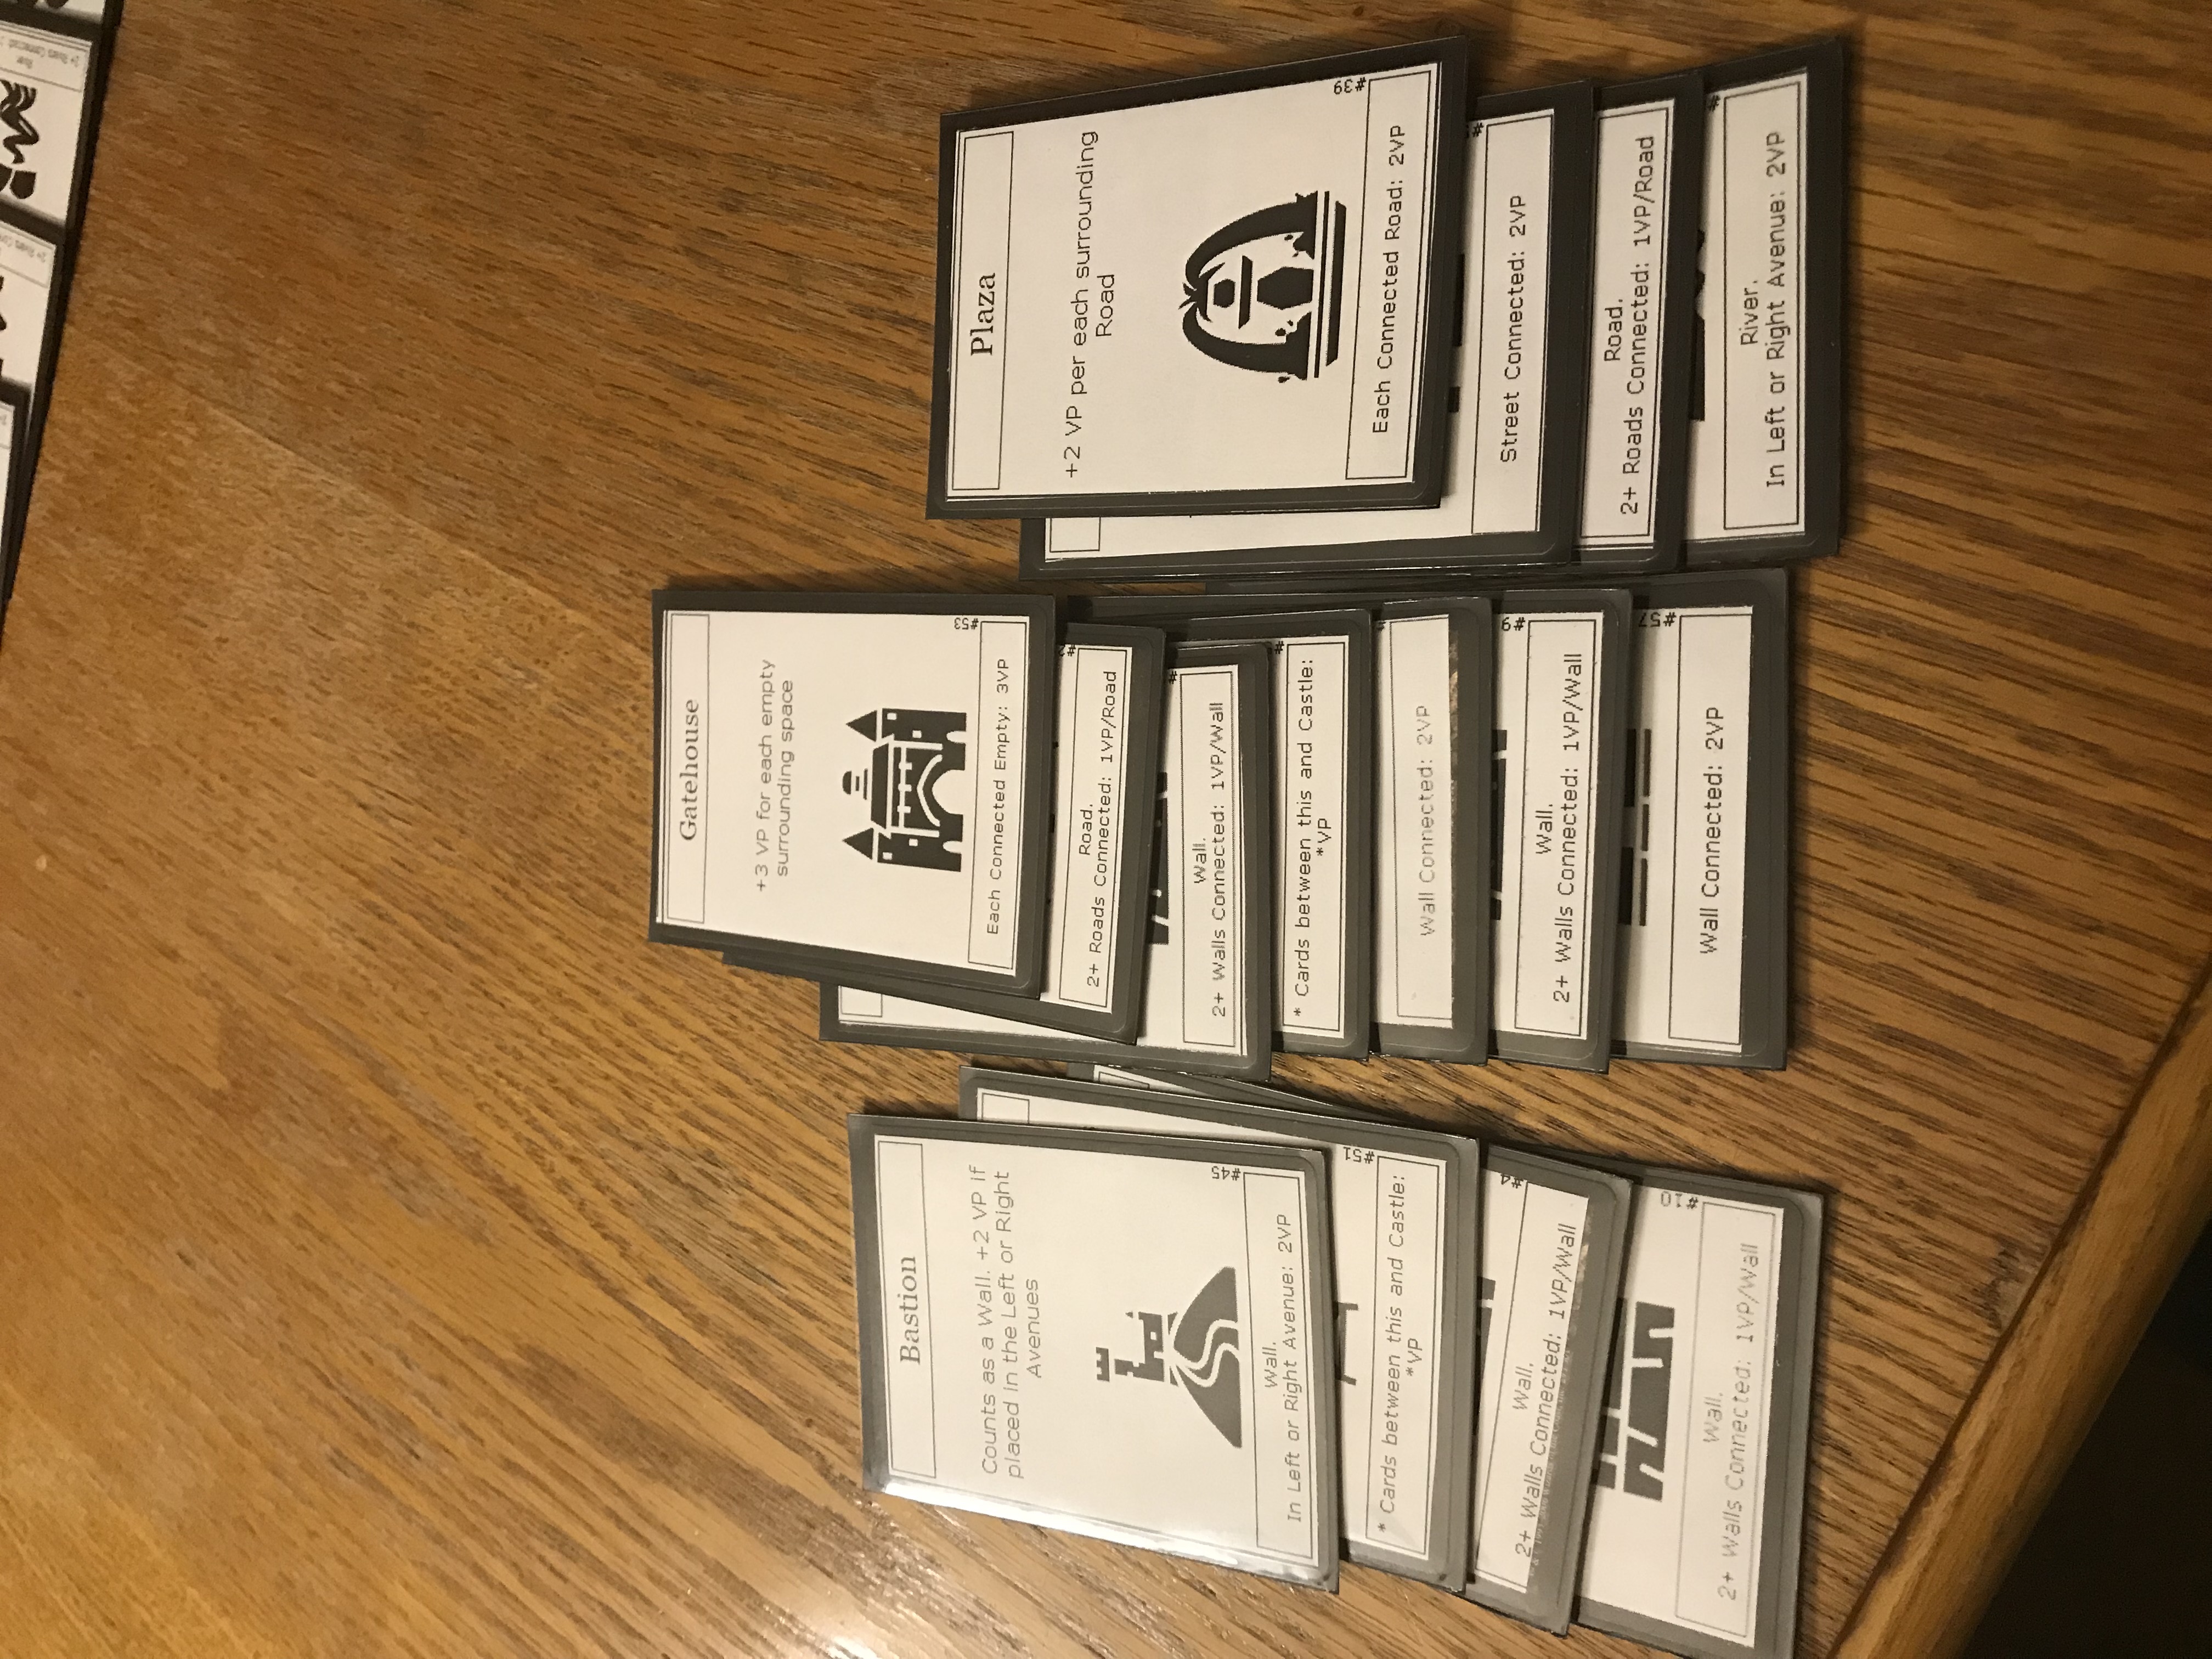 Bastion
Counts as a Wall. +2 VP if
placed in the Left or Right
Avenues
#45
Wall.
In Left or Right Avenue: 2VP
#51
* Cards between this and Castle:
*VP
#4
Wall.
2+ Walls Connected: 1VP/Wall
#10
Wall.
2+ Walls Connected: 1VP/Wall
Gatehouse
+3 VP for each empty
surrounding space
#53
Each Connected Empty: 3VP
Road.
2+ Roads Connected: 1VP/Road
Wall.
2+ Walls Connected: 1VP/Wall
* Cards between this and Castle:
*VP
Wall Connected: 2VP
#9
Wall.
2+ Walls Connected: 1VP/Wall
#57
Wall Connected: 2VP
Plaza
+2 VP per each surrounding
Road
#39
Each Connected Road: 2VP
Street Connected: 2VP
Road.
2+ Roads Connected: 1VP/Road
River.
In Left or Right Avenue: 2VP